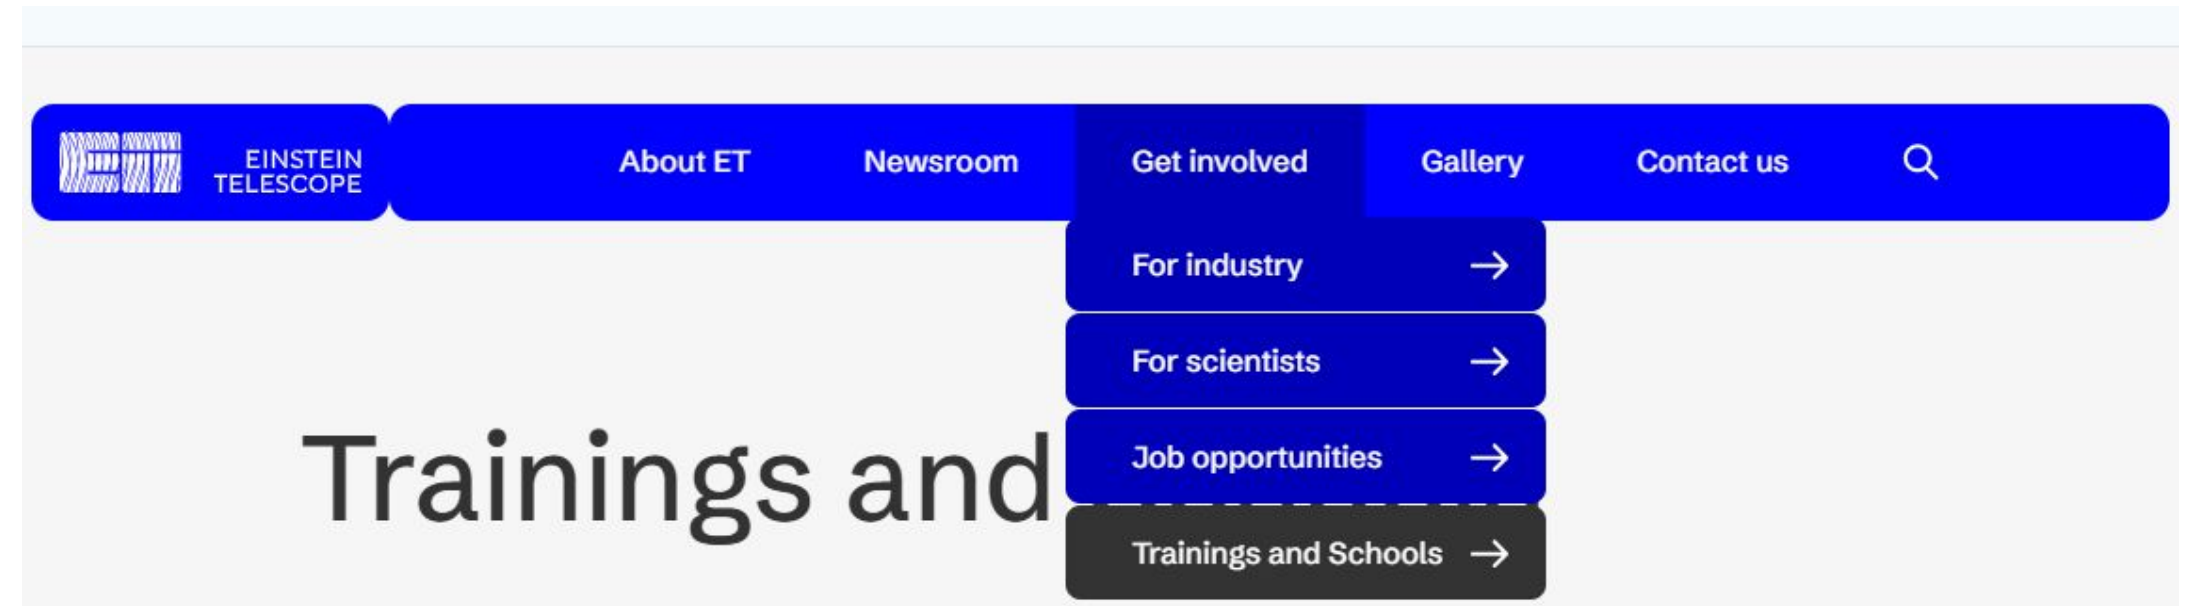 EINSTEIN
TELESCOPE
About ET Newsroom Get involved Gallery Contact us
For industry
For scientists
Job opportunities
Trainings and
Trainings and Schools